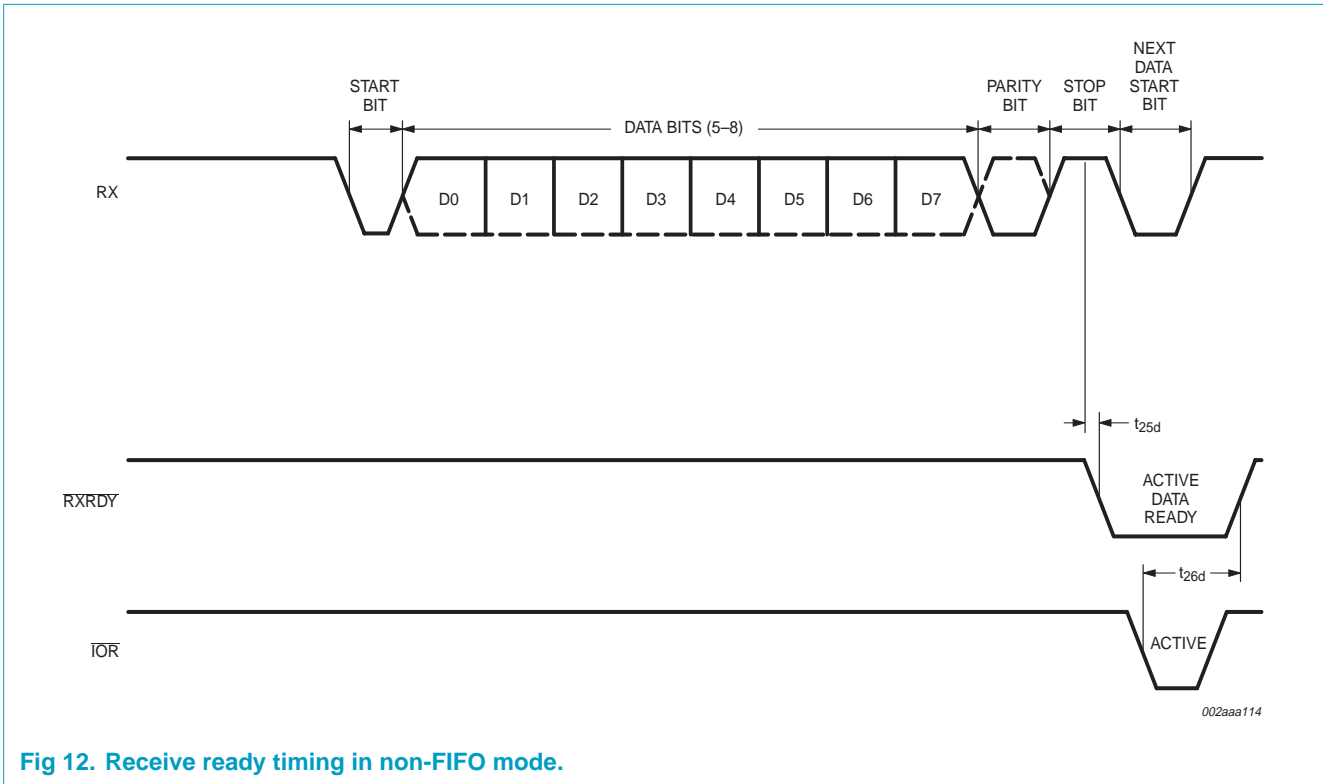 START
BIT
DATA BITS (5–8)
PARITY
BIT
STOP
BIT
NEXT
DATA
START
BIT
RX
D0
D1
D2
D3
D4
D5
D6
D7
t25d
RXRDY
ACTIVE
DATA
READY
t26d
IOR
ACTIVE
002aaa114
Fig 12. Receive ready timing in non-FIFO mode.